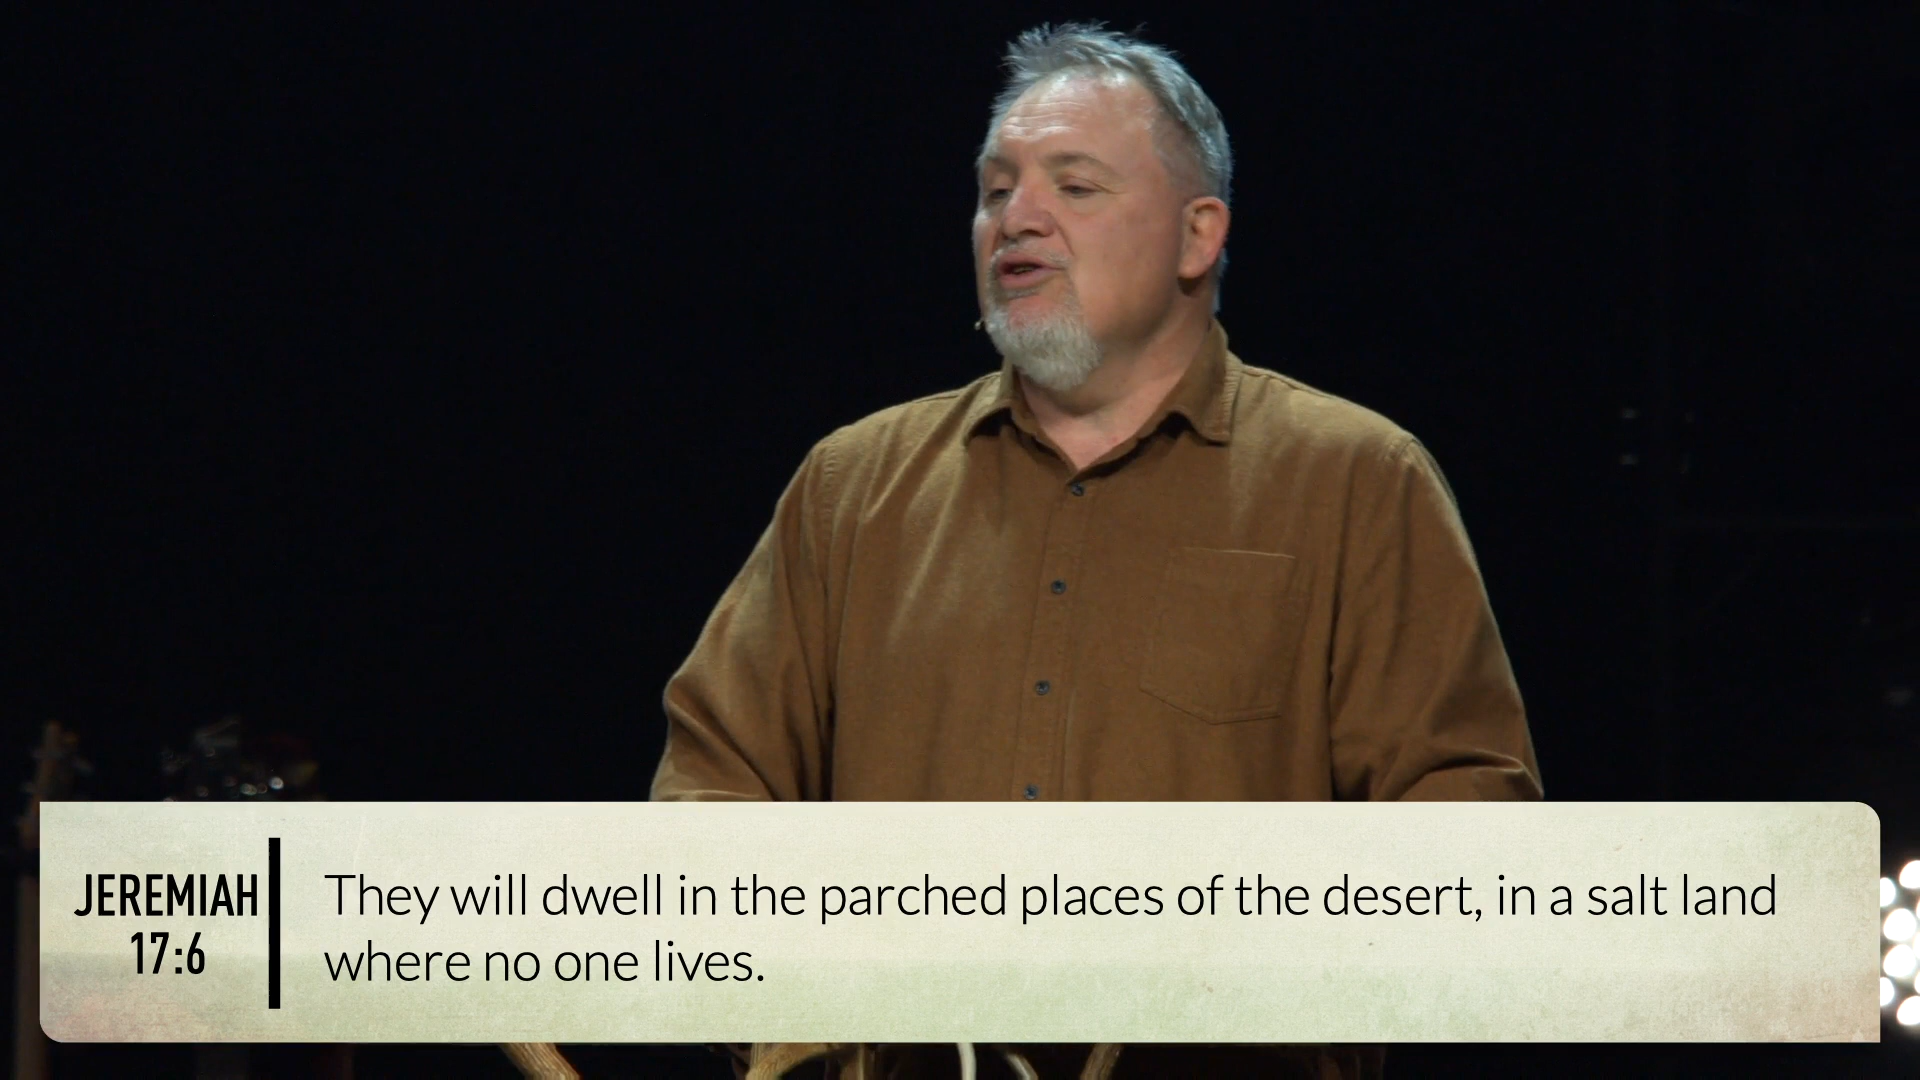 JEREMIAH
17:6
They will dwell in the parched places of the desert, in a salt land
where no one lives.